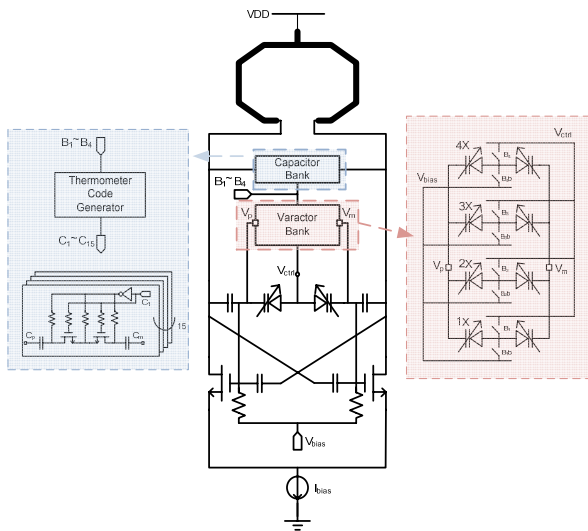 VDD
B1~B4
Thermometer
Code
Generator
C1~C15
15
C1
Cp
Cm
Capacitor
Bank
B1~B4
Vp
Varactor
Bank
Vm
Vctrl
Vbias
Ibias
Vctrl
Vbias
4X
3X
Vp
2X
Vm
1X